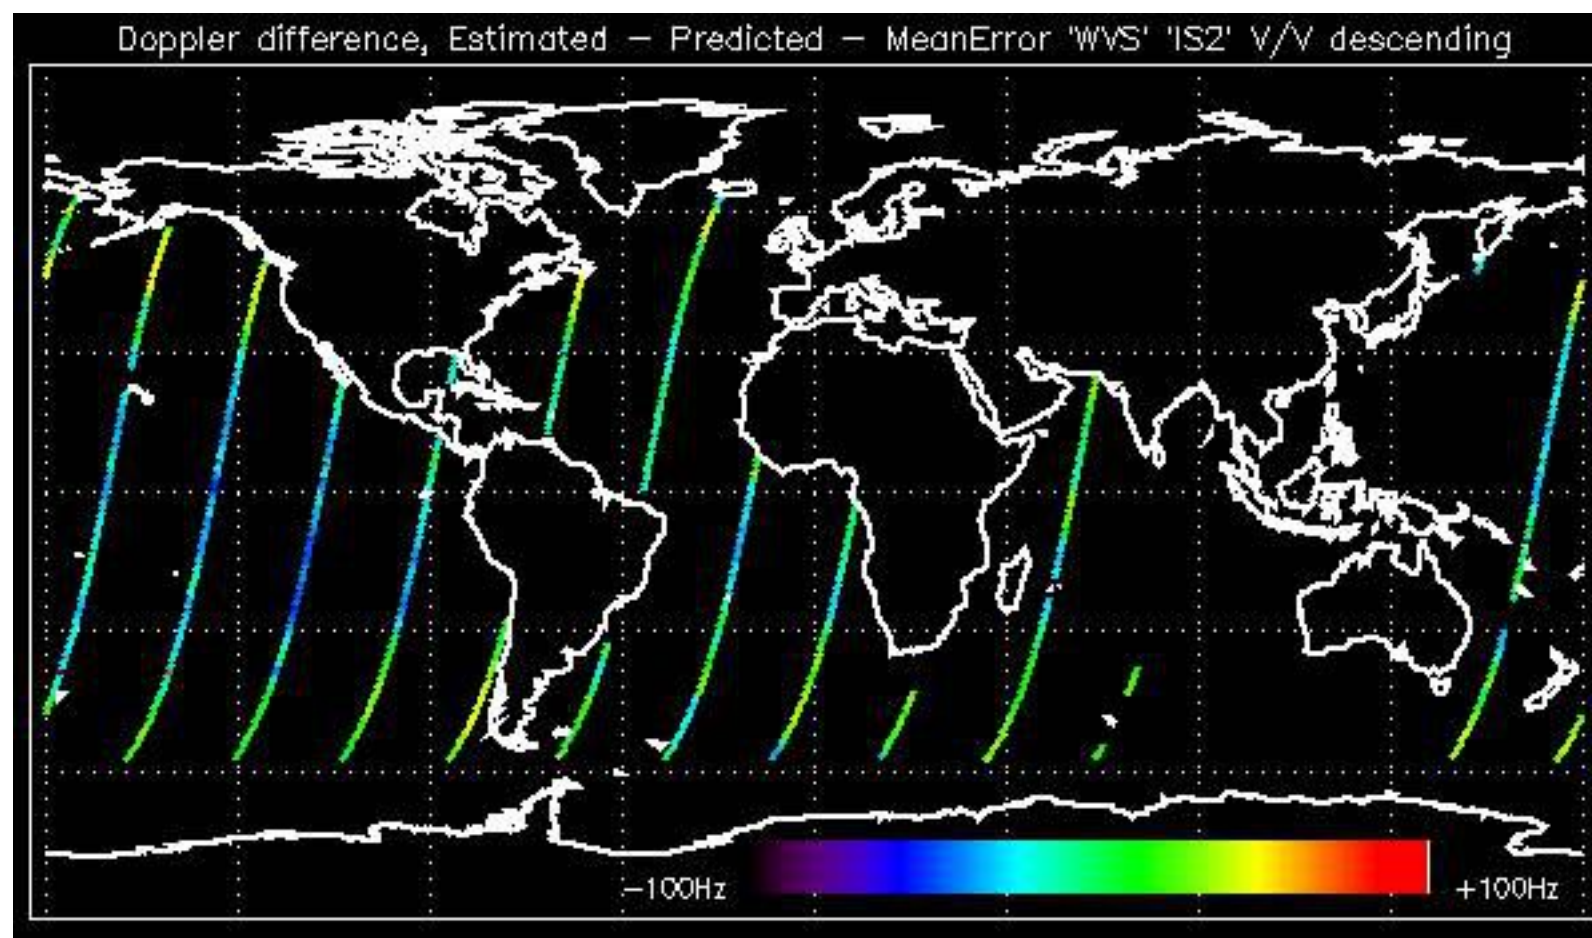 Doppler difference, Estimated − Predicted − MeanError 'WVS' 'IS2' V/V descending
−100Hz +100Hz